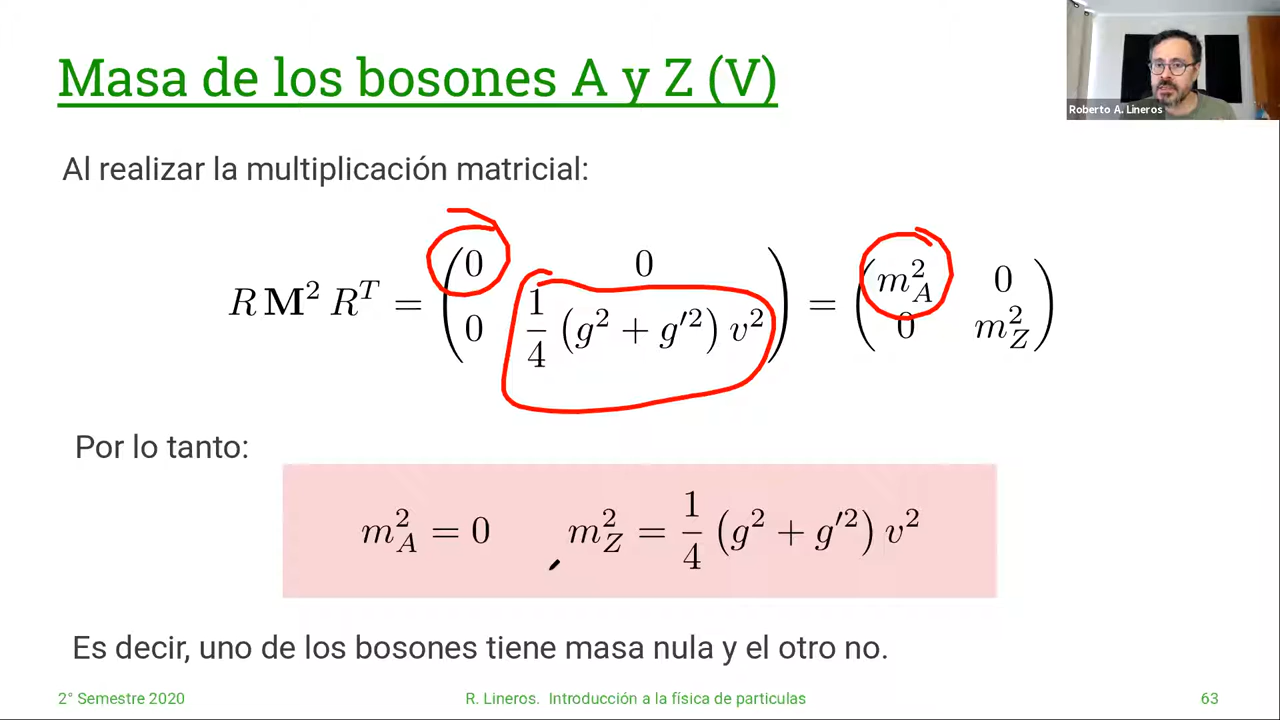 Masa de los bosones A y Z (V)
Roberto A. Lineros
Al realizar la multiplicación matricial:
R M² Rᵀ = ( 0 0 ; 0 1/4 (g² + g′²) v² ) = ( m_A² 0 ; 0 m_Z² )
Por lo tanto:
m_A² = 0 m_Z² = 1/4 (g² + g′²) v²
Es decir, uno de los bosones tiene masa nula y el otro no.
2° Semestre 2020 R. Lineros. Introducción a la física de particulas 63